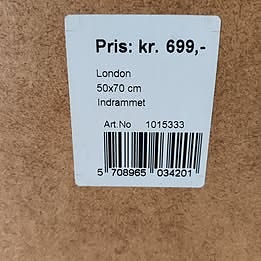 Pris: kr. 699,-
London
50x70 cm
Indrammet
Art.No 1015333
5 708965 034201